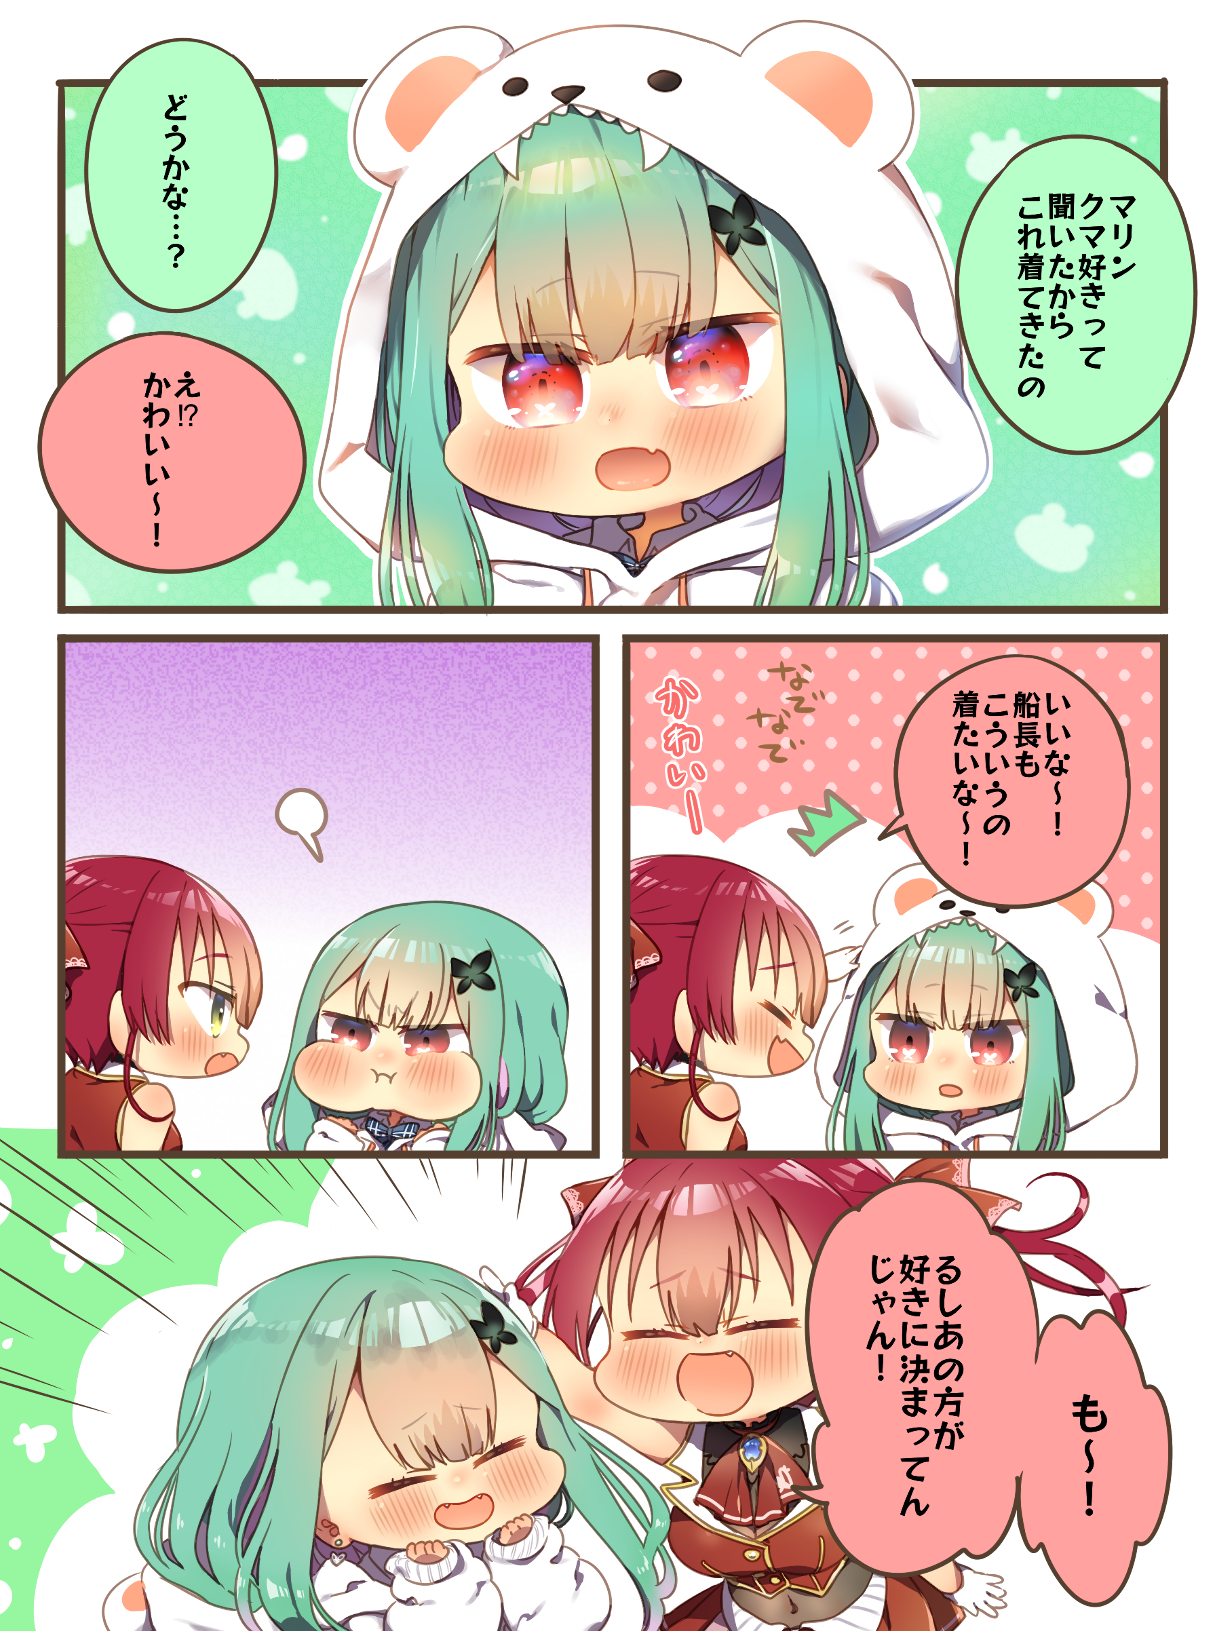 マリン
クマ好きって
聞いたから
これ着てきたの
どうかな…？
え⁉
かわいい～！
いいな～！
船長も
こういうの
着たいな～！
なでなで
かわいー
も～！
るしあの方が
好きに決まってん
じゃん！